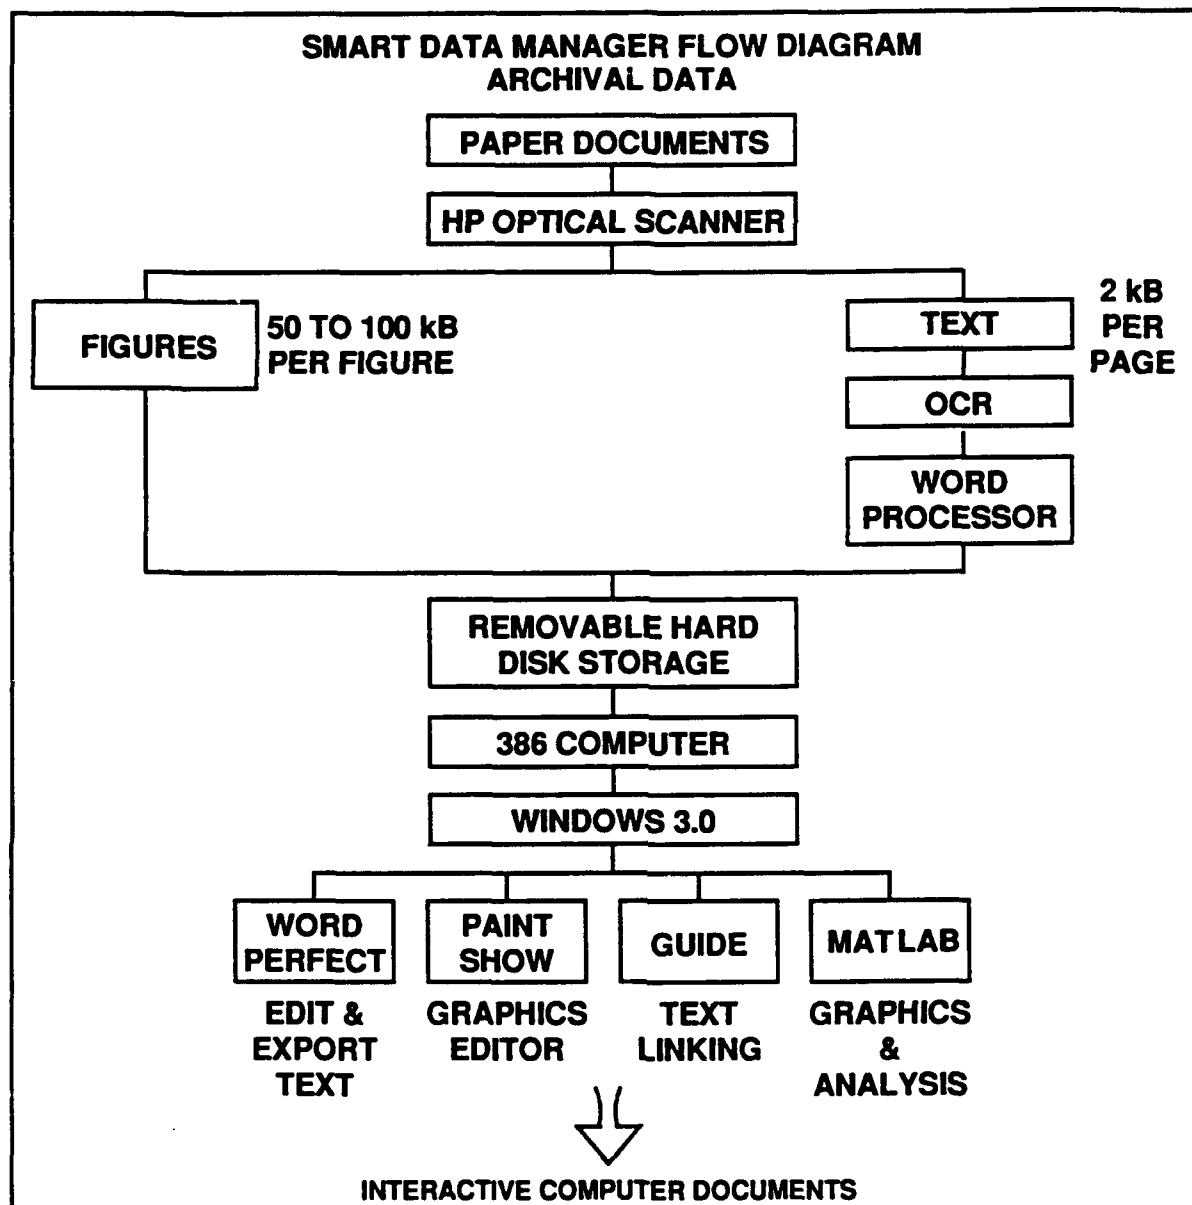 SMART DATA MANAGER FLOW DIAGRAM
ARCHIVAL DATA
PAPER DOCUMENTS
HP OPTICAL SCANNER
FIGURES
50 TO 100 kB
PER FIGURE
TEXT
2 kB
PER
PAGE
OCR
WORD
PROCESSOR
REMOVABLE HARD
DISK STORAGE
386 COMPUTER
WINDOWS 3.0
WORD
PERFECT
EDIT &
EXPORT
TEXT
PAINT
SHOW
GRAPHICS
EDITOR
GUIDE
TEXT
LINKING
MATLAB
GRAPHICS
&
ANALYSIS
INTERACTIVE COMPUTER DOCUMENTS